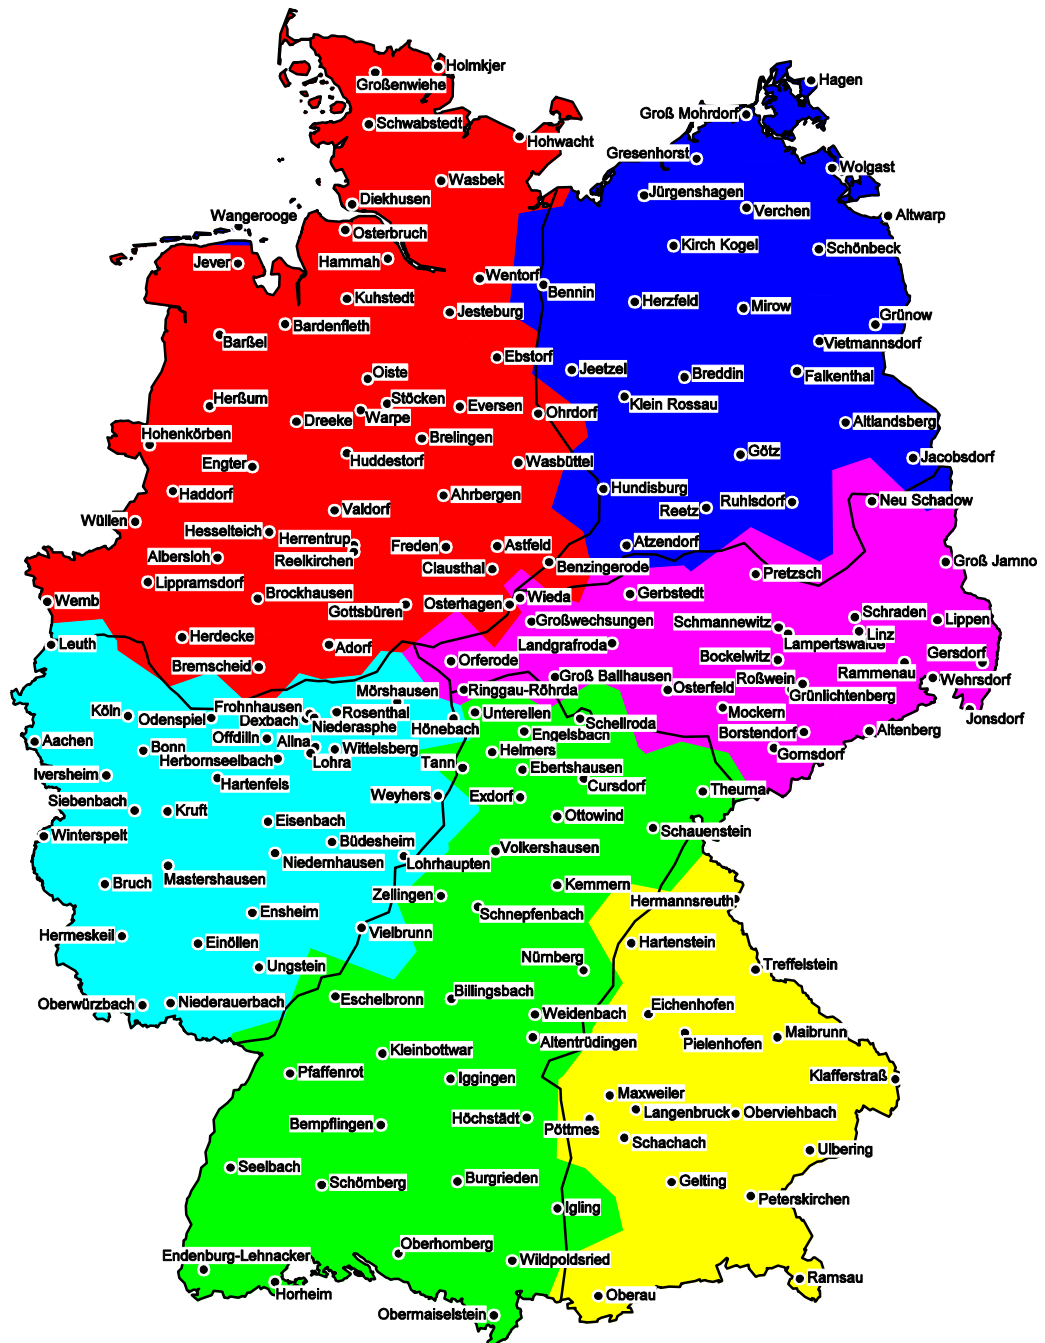 Holmkjer
Großenwiehe
Hagen
Groß Mohrdorf
Schwabstedt
Hohwacht
Gresenhorst
Wolgast
Wasbek
Jürgenshagen
Diekhusen
Verchen
Altwarp
Wangerooge
Osterbruch
Kirch Kogel
Schönbeck
Jever
Hammah
Wentorf
Bennin
Kuhstedt
Herzfeld
Mirow
Jesteburg
Grünow
Bardenfleth
Barßel
Vietmannsdorf
Ebstorf
Jeetzel
Breddin
Falkenthal
Oiste
Herßum
Stöcken
Klein Rossau
Warpe
Eversen
Ohrdorf
Dreeke
Altlandsberg
Hohenkörben
Brelingen
Götz
Jacobsdorf
Engter
Huddestorf
Wasbüttel
Haddorf
Ahrbergen
Hundisburg
Ruhlsdorf
Neu Schadow
Reetz
Wüllen
Valdorf
Hesselteich
Herrentrup
Freden
Astfeld
Atzendorf
Albersloh
Reelkirchen
Clausthal
Benzingerode
Groß Jamno
Pretzsch
Lippramsdorf
Wemb
Brockhausen
Gottsbüren
Osterhagen
Wieda
Gerbstedt
Großwechsungen
Schraden
Lippen
Schmannewitz
Linz
Herdecke
Lampertswalde
Leuth
Adorf
Landgrafroda
Bockelwitz
Gersdorf
Bremscheid
Orferode
Rammenau
Groß Ballhausen
Roßwein
Wehrsdorf
Mörshausen
Ringgau-Röhrda
Osterfeld
Grünlichtenberg
Köln
Frohnhausen
Rosenthal
Unterellen
Mockern
Jonsdorf
Odenspiel
Dexbach
Niederasphe
Hönebach
Schellroda
Borstendorf
Altenberg
Aachen
Offdilln
Allna
Engelsbach
Bonn
Wittelsberg
Helmers
Gornsdorf
Herbornseelbach
Lohra
Tann
Ebertshausen
Iversheim
Hartenfels
Cursdorf
Theuma
Siebenbach
Kruft
Weyhers
Exdorf
Eisenbach
Ottowind
Schauenstein
Winterspelt
Büdesheim
Niedernhausen
Lohrhaupten
Volkershausen
Mastershausen
Bruch
Zellingen
Kemmern
Hermannsreuth
Ensheim
Schnepfenbach
Hermeskeil
Vielbrunn
Einöllen
Hartenstein
Nürnberg
Ungstein
Treffelstein
Oberwürzbach
Niederauerbach
Eschelbronn
Billingsbach
Eichenhofen
Weidenbach
Maibrunn
Altentrüdingen
Pielenhofen
Kleinbottwar
Pfaffenrot
Iggingen
Klafferstraß
Maxweiler
Langenbruck
Oberviehbach
Höchstädt
Bempflingen
Pöttmes
Schachach
Ulbering
Seelbach
Schömberg
Burgrieden
Gelting
Peterskirchen
Igling
Oberhomberg
Endenburg-Lehnacker
Wildpoldsried
Ramsau
Horheim
Oberau
Obermaiselstein